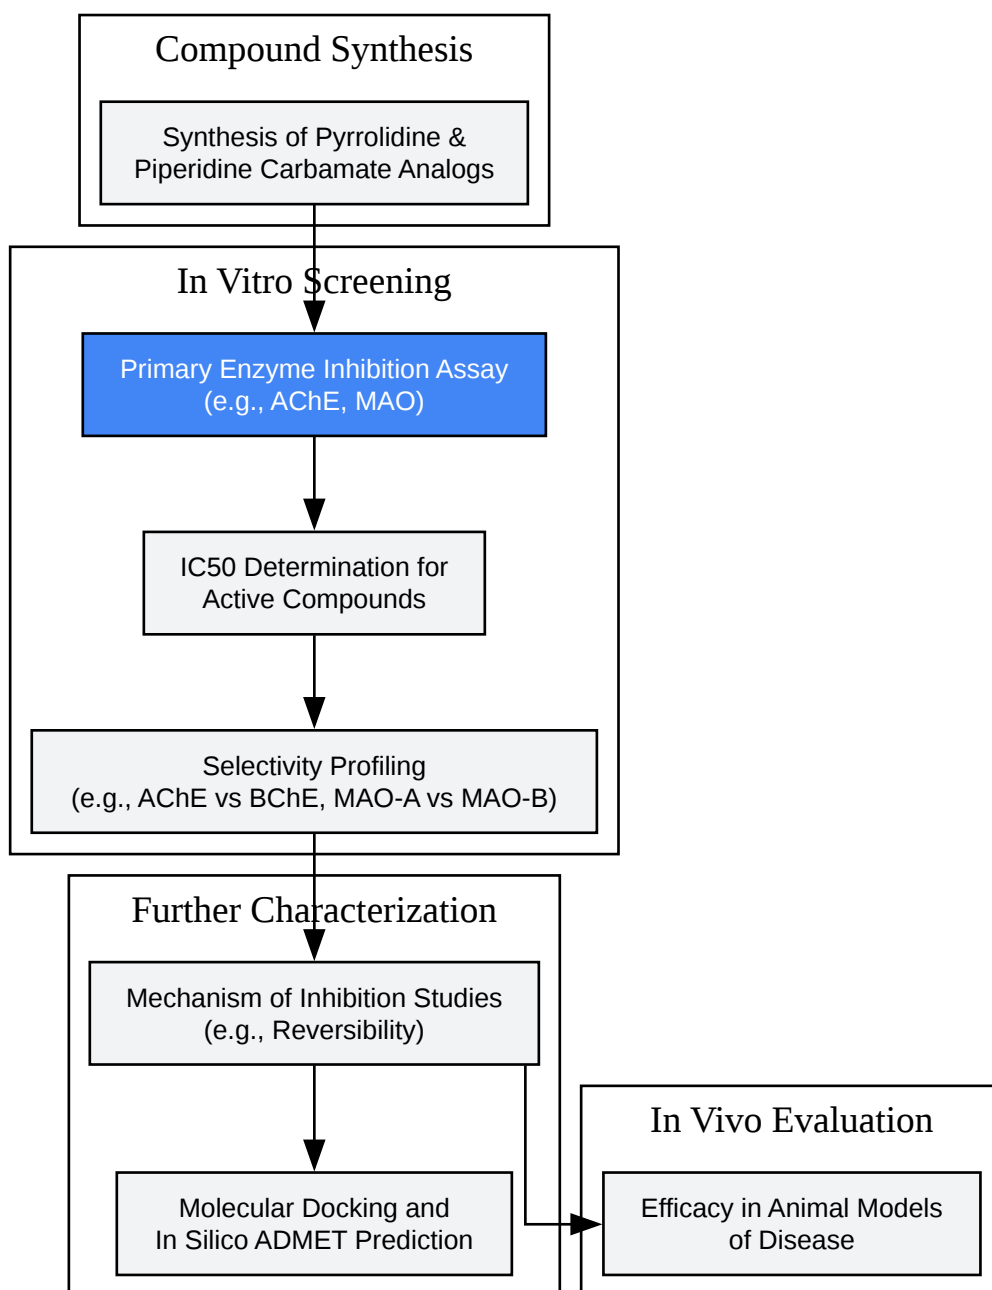 Compound Synthesis
Synthesis of Pyrrolidine &
Piperidine Carbamate Analogs
In Vitro Screening
Primary Enzyme Inhibition Assay
(e.g., AChE, MAO)
IC50 Determination for
Active Compounds
Selectivity Profiling
(e.g., AChE vs BChE, MAO-A vs MAO-B)
Further Characterization
Mechanism of Inhibition Studies
(e.g., Reversibility)
Molecular Docking and
In Silico ADMET Prediction
In Vivo Evaluation
Efficacy in Animal Models
of Disease